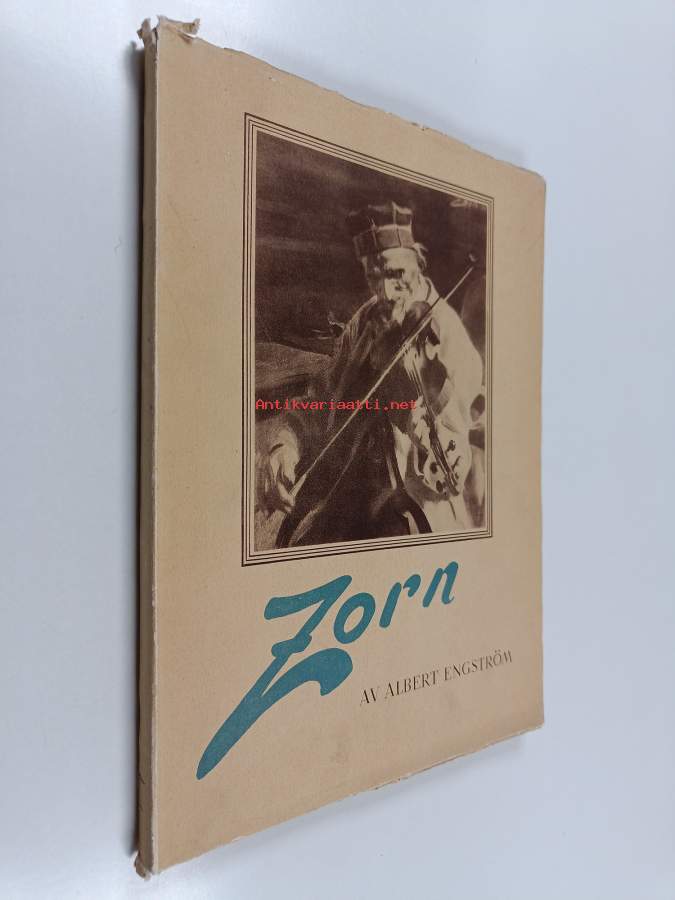 Antikvariaatti.net
Zorn
AV ALBERT ENGSTRÖM